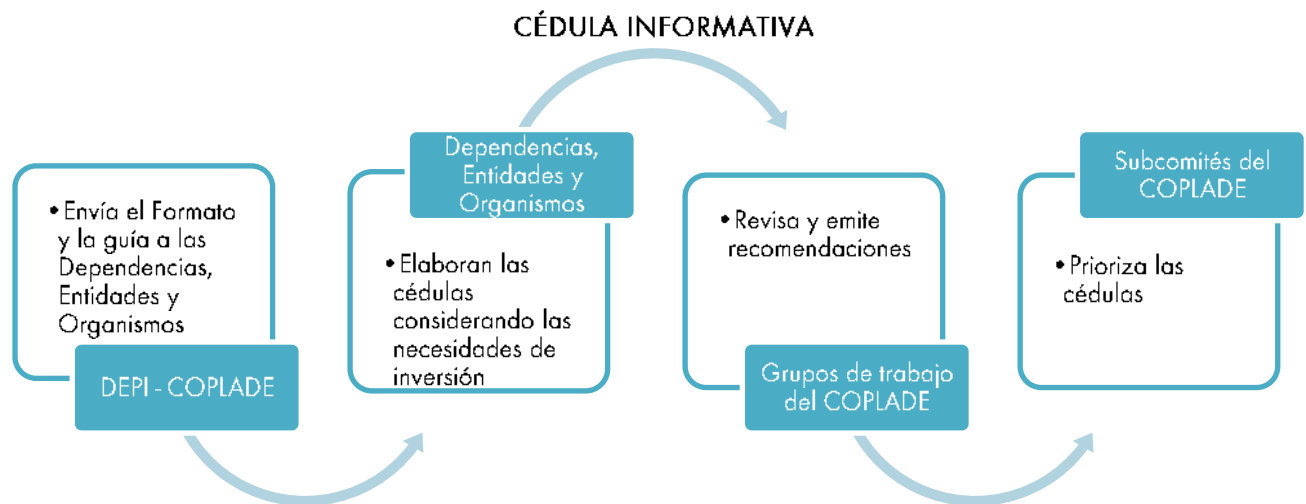 CÉDULA INFORMATIVA
•Envía el Formato
y la guía a las
Dependencias,
Entidades y
Organismos
DEPI - COPLADE
Dependencias,
Entidades y
Organismos
•Elaboran las
cédulas
considerando las
necesidades de
inversión
•Revisa y emite
recomendaciones
Grupos de trabajo
del COPLADE
Subcomités del
COPLADE
•Prioriza las
cédulas